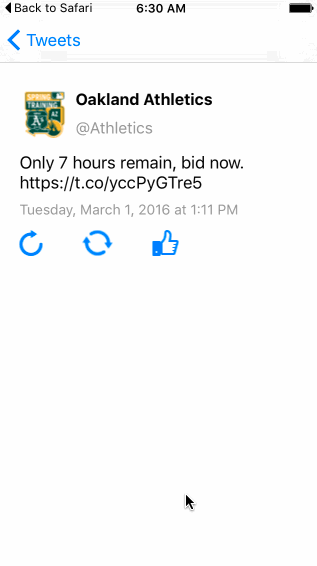 Back to Safari 6:30 AM
Tweets
SPRING
TRAINING
AZ
A's
Oakland Athletics
@Athletics
Only 7 hours remain, bid now.
https://t.co/yccPyGTre5
Tuesday, March 1, 2016 at 1:11 PM